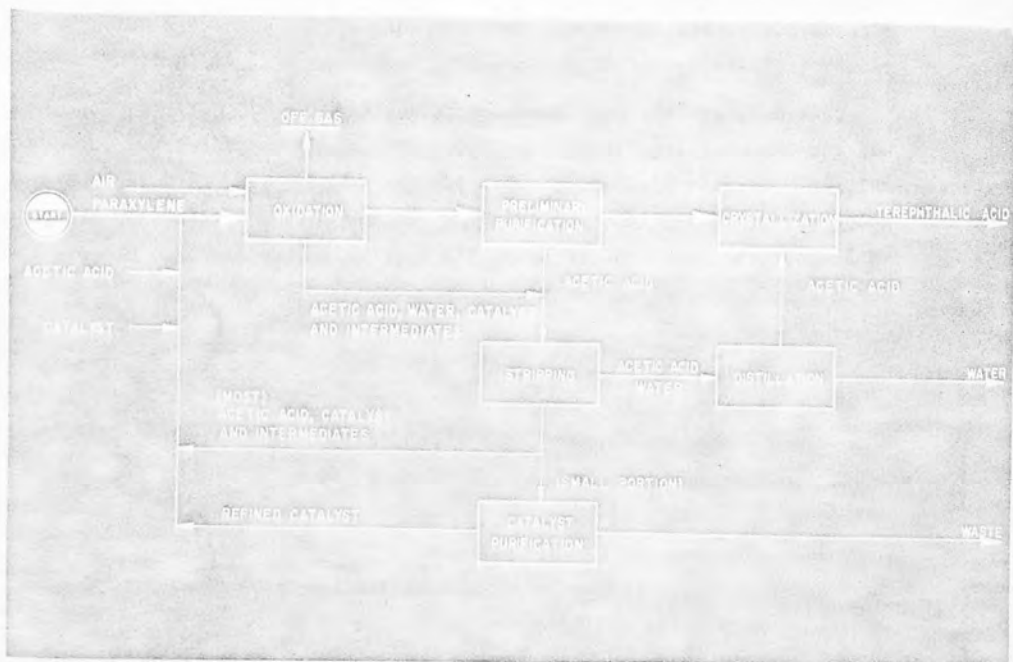 OFF GAS
AIR
START
PARAXYLENE
OXIDATION
PRELIMINARY
PURIFICATION
CRYSTALLIZATION
TEREPHTHALIC ACID
ACETIC ACID
ACETIC ACID
ACETIC ACID
CATALYST
ACETIC ACID, WATER, CATALYST
AND INTERMEDIATES
STRIPPING
ACETIC ACID
WATER
DISTILLATION
WATER
(MOST)
ACETIC ACID, CATALYST
AND INTERMEDIATES
(SMALL PORTION)
REFINED CATALYST
CATALYST
PURIFICATION
WASTE